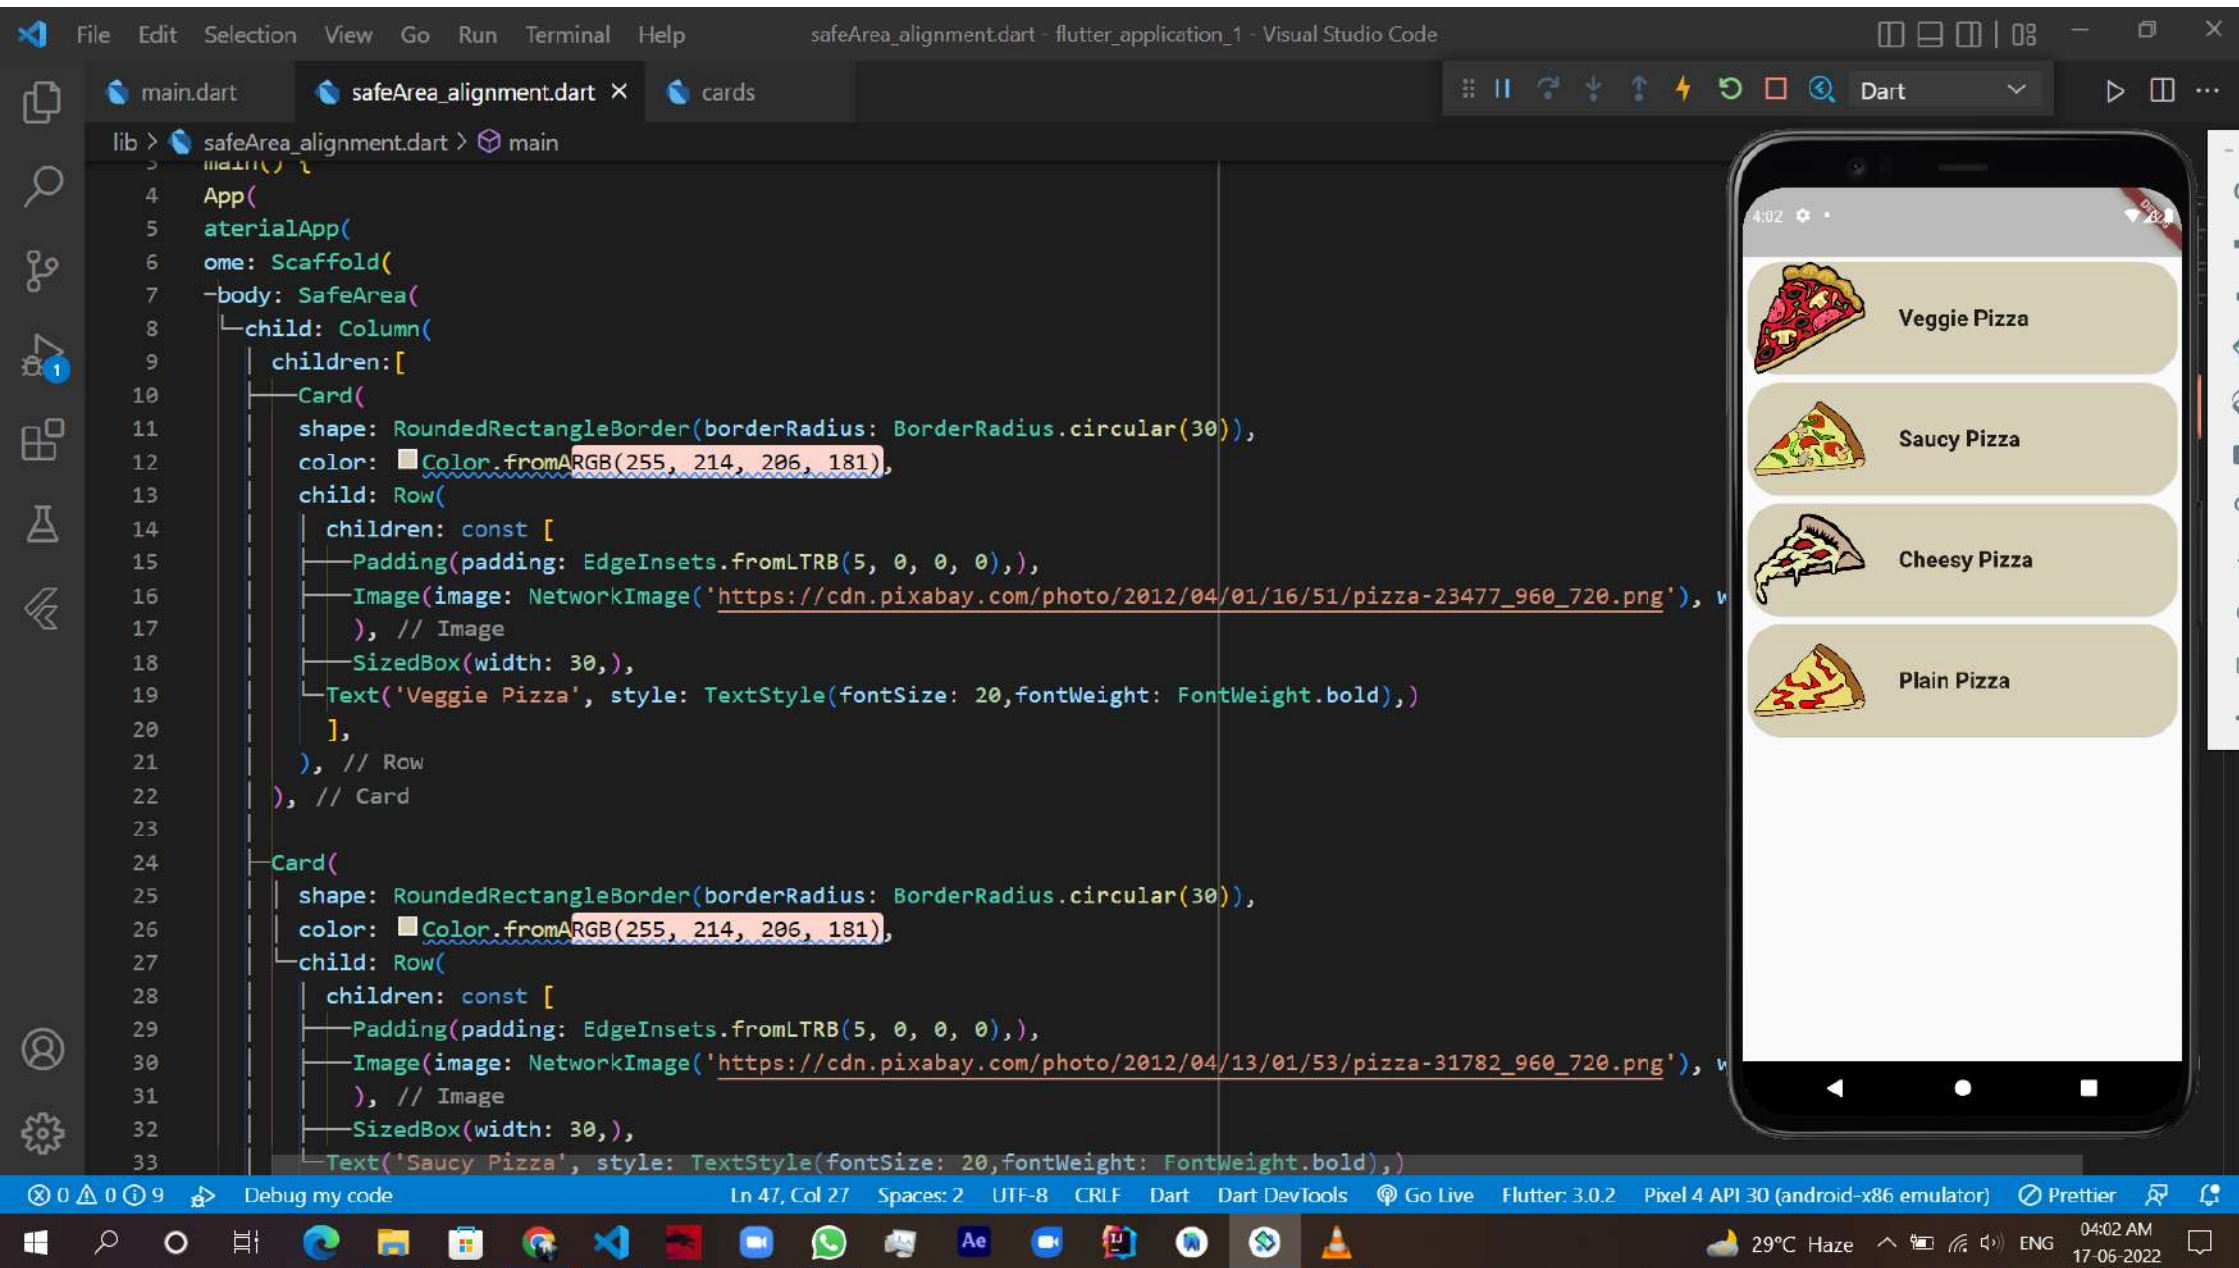 File Edit Selection View Go Run Terminal Help safeArea_alignment.dart - flutter_application_1 - Visual Studio Code
main.dart safeArea_alignment.dart × cards Dart
lib > safeArea_alignment.dart > main
3 main() {
4 App(
5 aterialApp(
6 ome: Scaffold(
7 body: SafeArea(
8 child: Column(
9 children:[
10 Card(
11 shape: RoundedRectangleBorder(borderRadius: BorderRadius.circular(30)),
12 color: Color.fromARGB(255, 214, 206, 181),
13 child: Row(
14 children: const [
15 Padding(padding: EdgeInsets.fromLTRB(5, 0, 0, 0),),
16 Image(image: NetworkImage('https://cdn.pixabay.com/photo/2012/04/01/16/51/pizza-23477_960_720.png'), w
17 ), // Image
18 SizedBox(width: 30,),
19 Text('Veggie Pizza', style: TextStyle(fontSize: 20,fontWeight: FontWeight.bold),)
20 ],
21 ), // Row
22 ), // Card
23
24 Card(
25 shape: RoundedRectangleBorder(borderRadius: BorderRadius.circular(30)),
26 color: Color.fromARGB(255, 214, 206, 181),
27 child: Row(
28 children: const [
29 Padding(padding: EdgeInsets.fromLTRB(5, 0, 0, 0),),
30 Image(image: NetworkImage('https://cdn.pixabay.com/photo/2012/04/13/01/53/pizza-31782_960_720.png'), w
31 ), // Image
32 SizedBox(width: 30,),
33 Text('Saucy Pizza', style: TextStyle(fontSize: 20,fontWeight: FontWeight.bold),)
4:02
DEBUG
Veggie Pizza
Saucy Pizza
Cheesy Pizza
Plain Pizza
1
0 0 9 Debug my code Ln 47, Col 27 Spaces: 2 UTF-8 CRLF Dart Dart DevTools Go Live Flutter: 3.0.2 Pixel 4 API 30 (android-x86 emulator) Prettier
Ae IJ 29°C Haze ENG 04:02 AM
17-06-2022